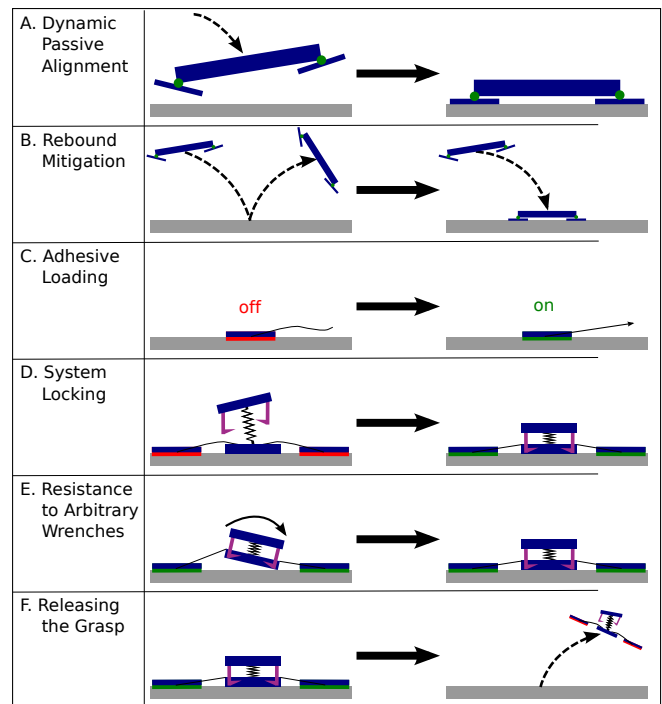 A. Dynamic
Passive
Alignment
B. Rebound
Mitigation
C. Adhesive
Loading
off
on
D. System
Locking
E. Resistance
to Arbitrary
Wrenches
F. Releasing
the Grasp